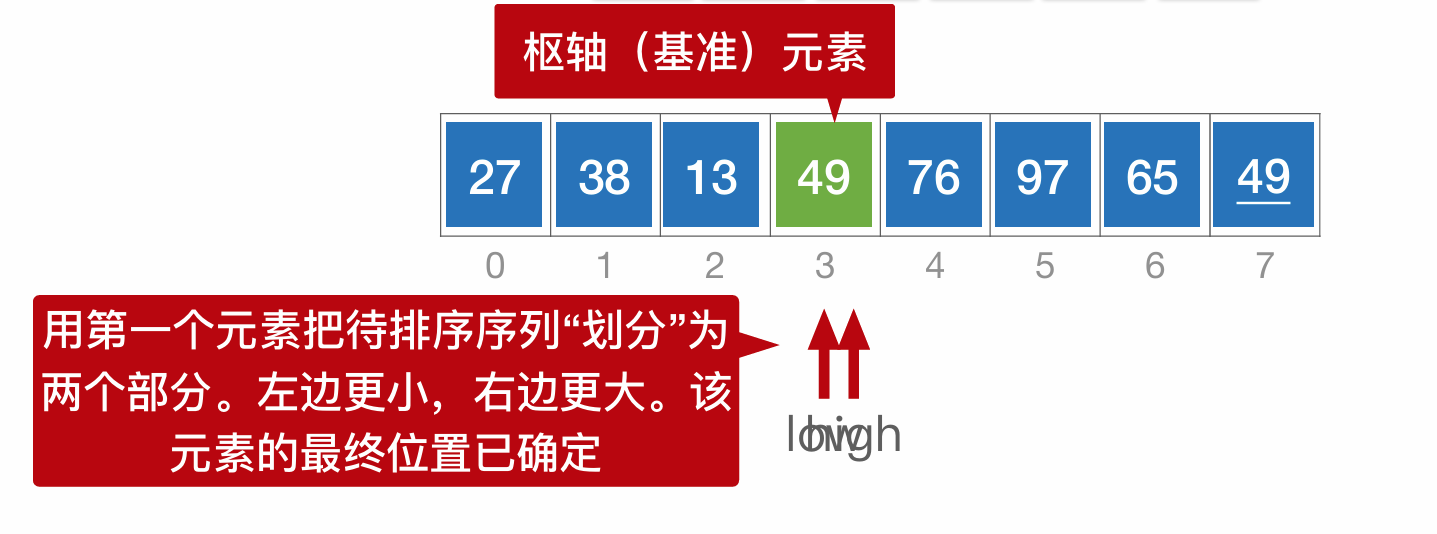 枢轴（基准）元素
27 38 13 49 76 97 65 49
0 1 2 3 4 5 6 7
用第一个元素把待排序序列“划分”为
两个部分。左边更小，右边更大。该
元素的最终位置已确定
low high